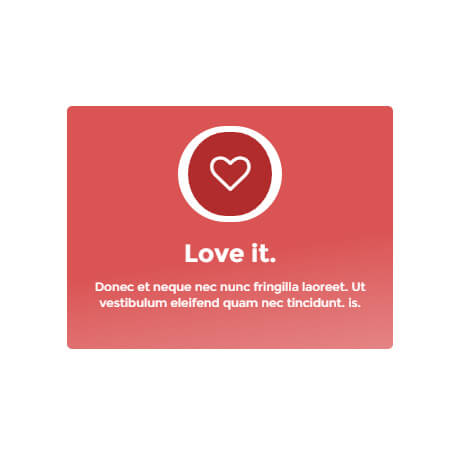 Love it.
Donec et neque nec nunc fringilla laoreet. Ut
vestibulum eleifend quam nec tincidunt. is.